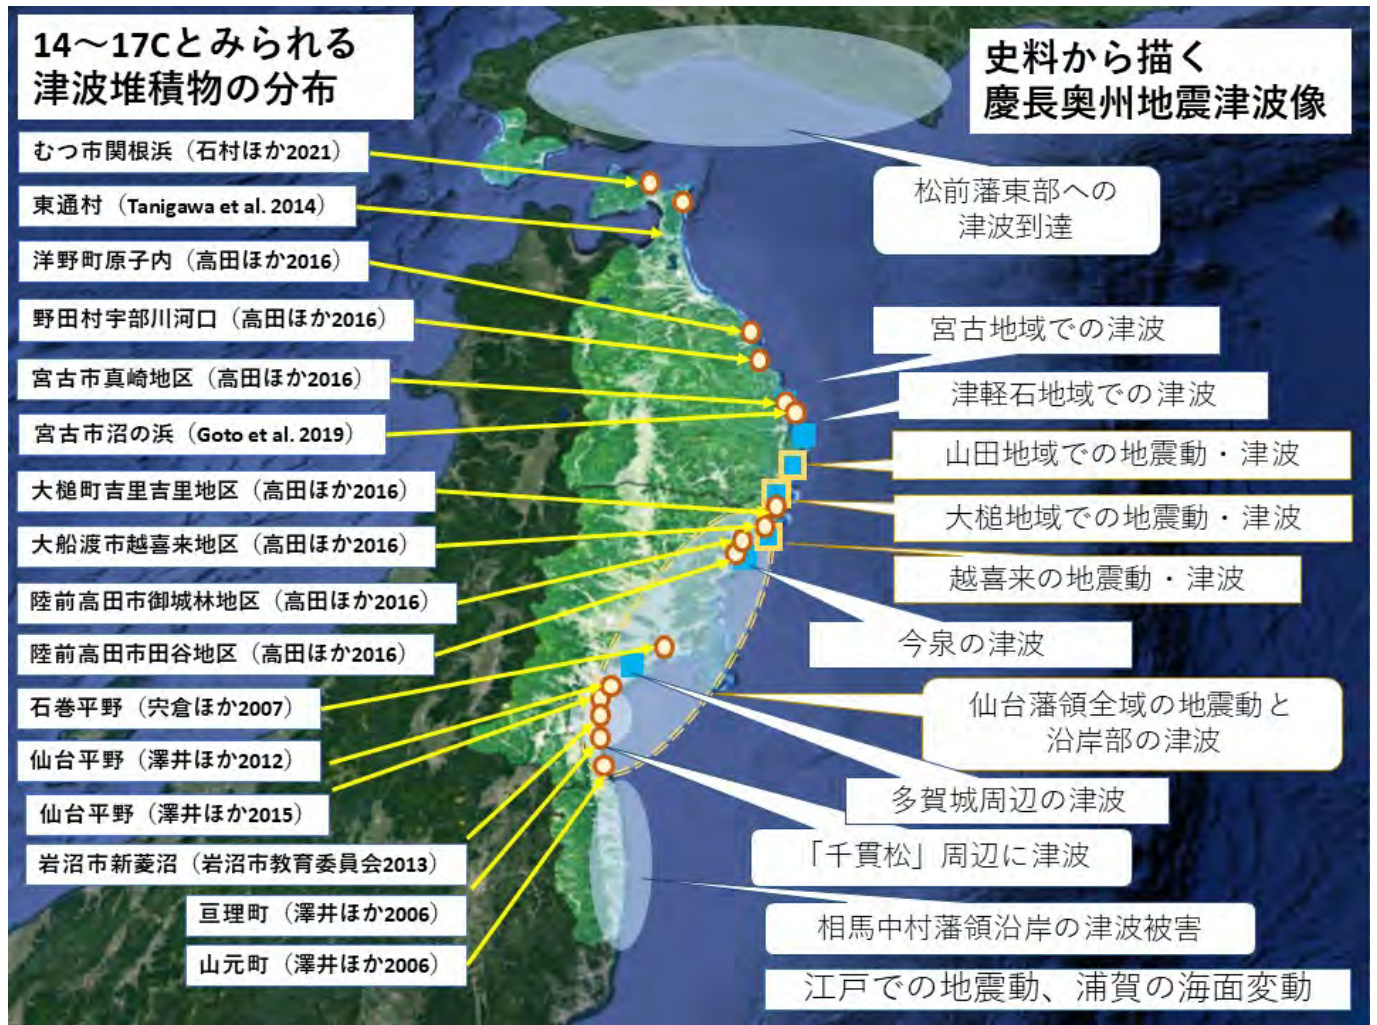 14～17Cとみられる
津波堆積物の分布
むつ市関根浜（石村ほか2021）
東通村（Tanigawa et al. 2014）
洋野町原子内（高田ほか2016）
野田村宇部川河口（高田ほか2016）
宮古市真崎地区（高田ほか2016）
宮古市沼の浜（Goto et al. 2019）
大槌町吉里吉里地区（高田ほか2016）
大船渡市越喜来地区（高田ほか2016）
陸前高田市御城林地区（高田ほか2016）
陸前高田市田谷地区（高田ほか2016）
石巻平野（宍倉ほか2007）
仙台平野（澤井ほか2012）
仙台平野（澤井ほか2015）
岩沼市新菱沼（岩沼市教育委員会2013）
亘理町（澤井ほか2006）
山元町（澤井ほか2006）
史料から描く
慶長奥州地震津波像
松前藩東部への
津波到達
宮古地域での津波
津軽石地域での津波
山田地域での地震動・津波
大槌地域での地震動・津波
越喜来の地震動・津波
今泉の津波
仙台藩領全域の地震動と
沿岸部の津波
多賀城周辺の津波
「千貫松」周辺に津波
相馬中村藩領沿岸の津波被害
江戸での地震動、浦賀の海面変動